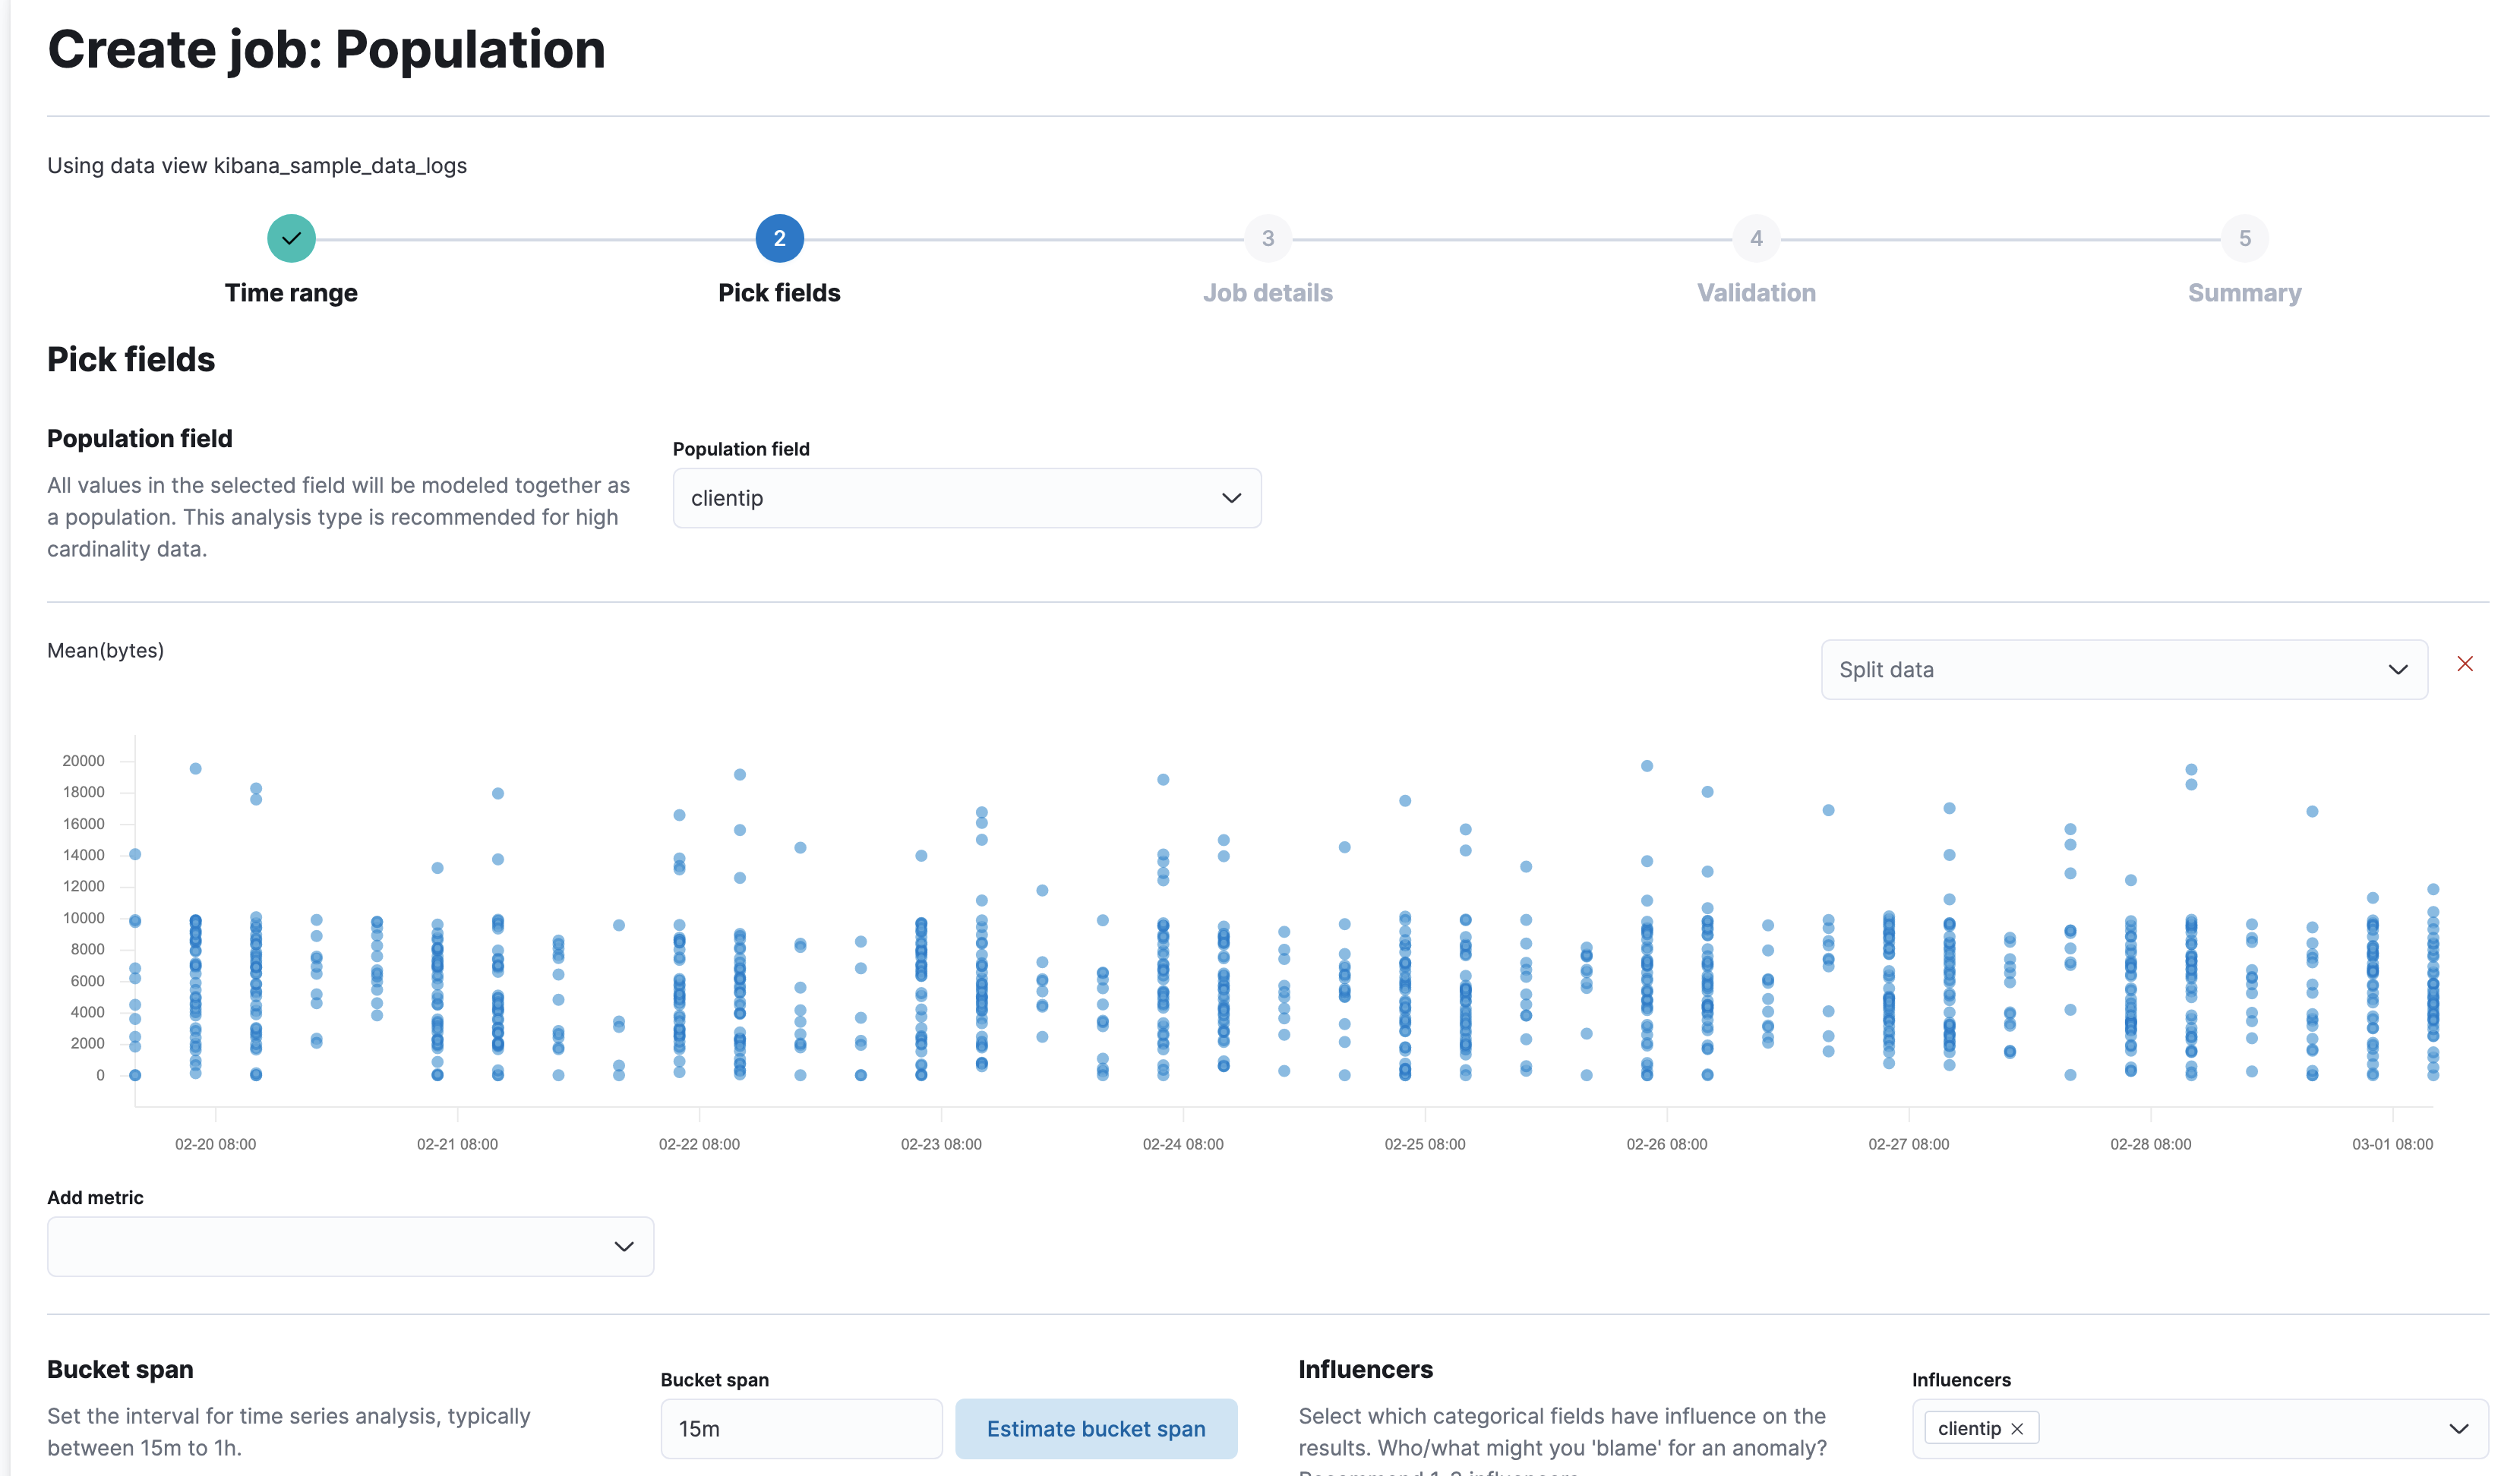 Create job: Population
Using data view kibana_sample_data_logs
2
3
4
5
Time range
Pick fields
Job details
Validation
Summary
Pick fields
Population field
All values in the selected field will be modeled together as
a population. This analysis type is recommended for high
cardinality data.
Population field
clientip
Mean(bytes)
Split data
20000
18000
16000
14000
12000
10000
8000
6000
4000
2000
0
02-20 08:00
02-21 08:00
02-22 08:00
02-23 08:00
02-24 08:00
02-25 08:00
02-26 08:00
02-27 08:00
02-28 08:00
03-01 08:00
Add metric
Bucket span
Set the interval for time series analysis, typically
between 15m to 1h.
Bucket span
15m
Estimate bucket span
Influencers
Select which categorical fields have influence on the
results. Who/what might you 'blame' for an anomaly?
Influencers
clientip